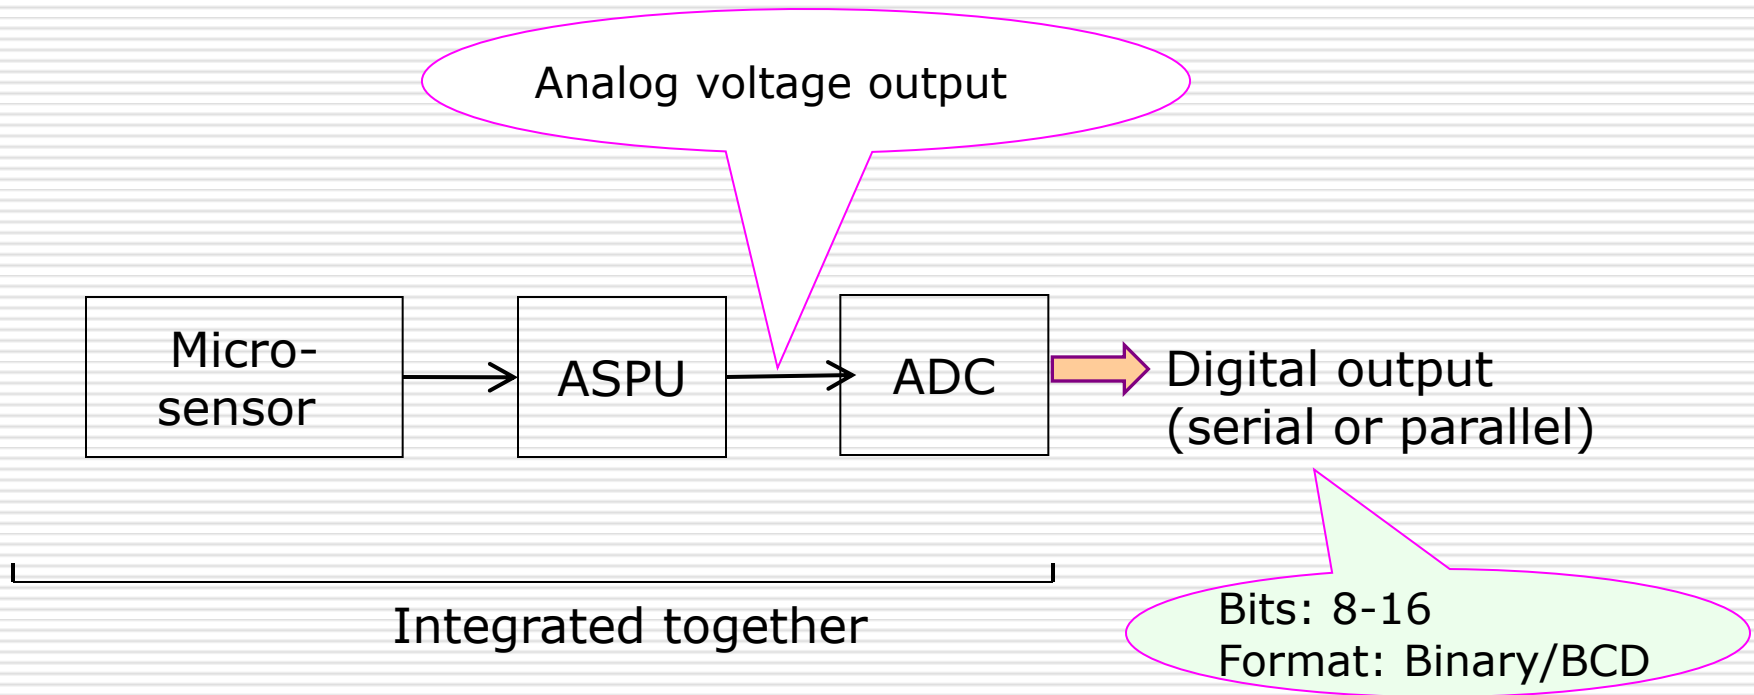 Analog voltage output
Micro-
sensor
ASPU
ADC
Digital output
(serial or parallel)
Integrated together
Bits: 8-16
Format: Binary/BCD